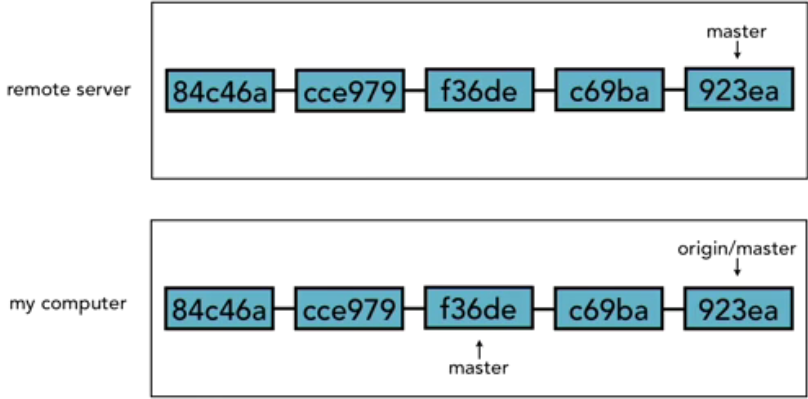 master
remote server
84c46a cce979 f36de c69ba 923ea
origin/master
my computer
84c46a cce979 f36de c69ba 923ea
master